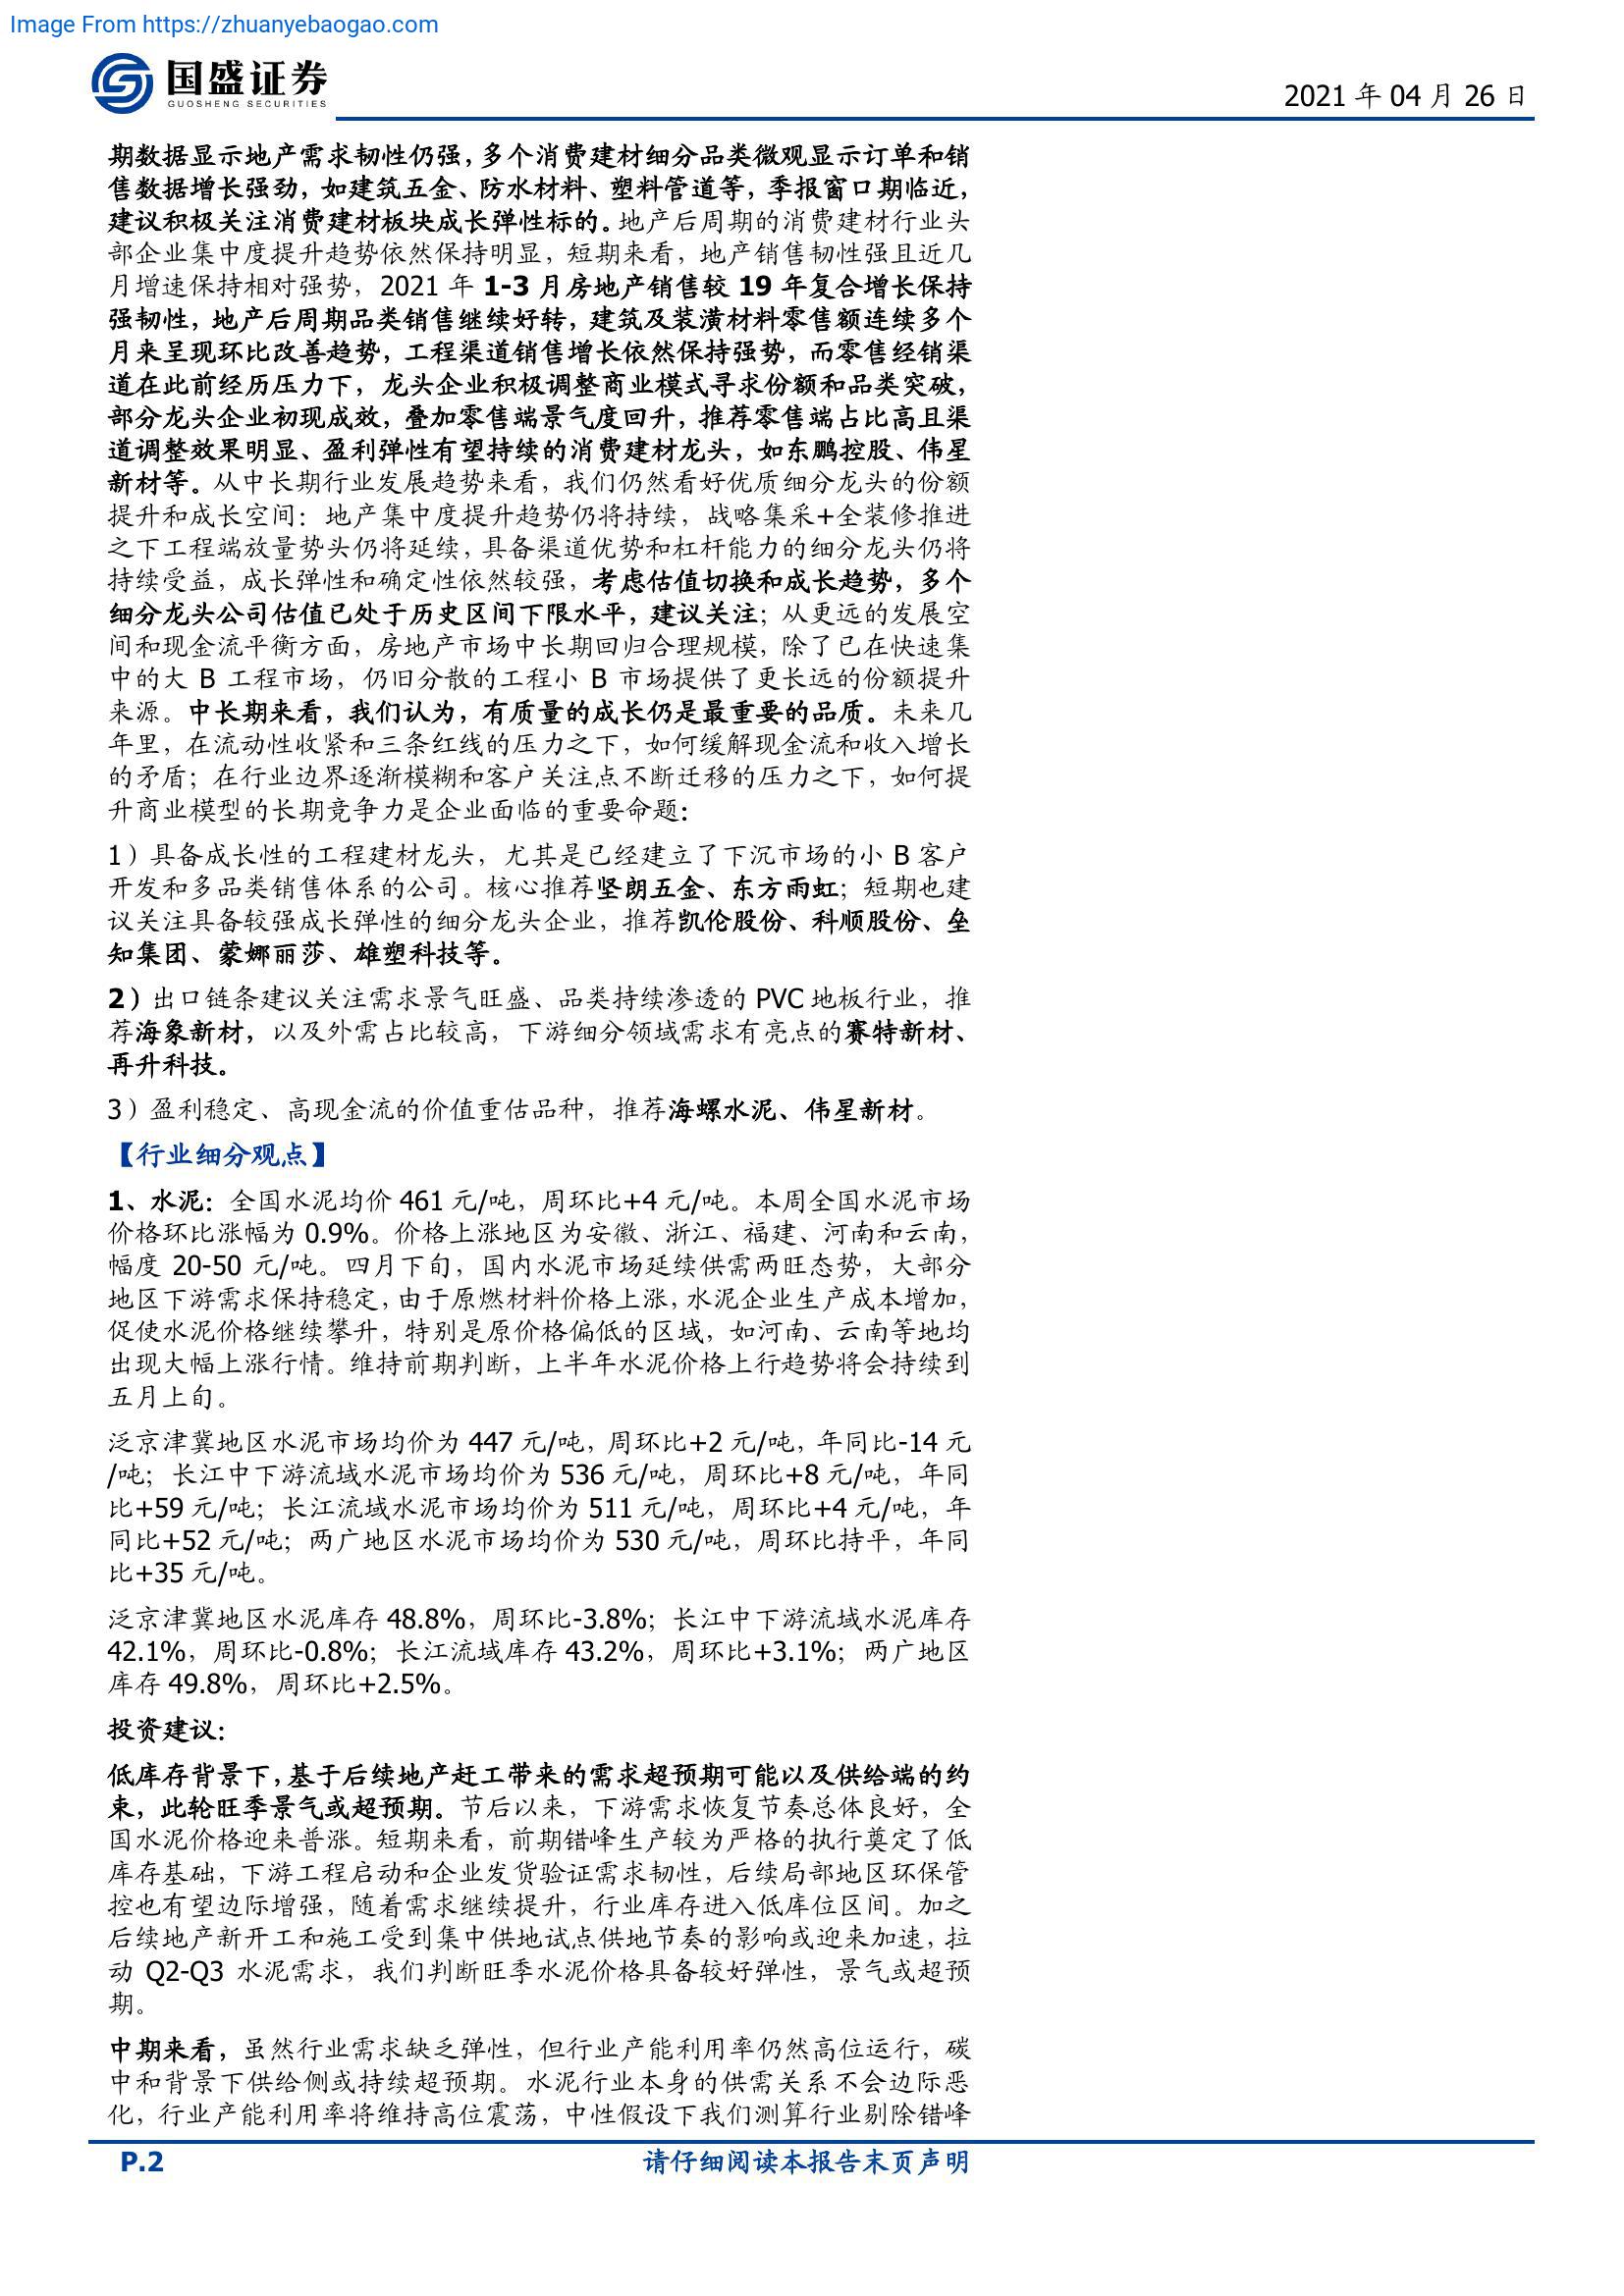 Image From https://zhuanyebaogao.com
国盛证券
GUOSHENG SECURITIES
2021 年 04 月 26 日
期数据显示地产需求韧性仍强，多个消费建材细分品类微观显示订单和销
售数据增长强劲，如建筑五金、防水材料、塑料管道等，季报窗口期临近，
建议积极关注消费建材板块成长弹性标的。地产后周期的消费建材行业头
部企业集中度提升趋势依然保持明显，短期来看，地产销售韧性强且近几
月增速保持相对强势，2021 年 1-3 月房地产销售较 19 年复合增长保持
强韧性，地产后周期品类销售继续好转，建筑及装潢材料零售额连续多个
月来呈现环比改善趋势，工程渠道销售增长依然保持强势，而零售经销渠
道在此前经历压力下，龙头企业积极调整商业模式寻求份额和品类突破，
部分龙头企业初现成效，叠加零售端景气度回升，推荐零售端占比高且渠
道调整效果明显、盈利弹性有望持续的消费建材龙头，如东鹏控股、伟星
新材等。从中长期行业发展趋势来看，我们仍然看好优质细分龙头的份额
提升和成长空间：地产集中度提升趋势仍将持续，战略集采+全装修推进
之下工程端放量势头仍将延续，具备渠道优势和杠杆能力的细分龙头仍将
持续受益，成长弹性和确定性依然较强，考虑估值切换和成长趋势，多个
细分龙头公司估值已处于历史区间下限水平，建议关注；从更远的发展空
间和现金流平衡方面，房地产市场中长期回归合理规模，除了已在快速集
中的大 B 工程市场，仍旧分散的工程小 B 市场提供了更长远的份额提升
来源。中长期来看，我们认为，有质量的成长仍是最重要的品质。未来几
年里，在流动性收紧和三条红线的压力之下，如何缓解现金流和收入增长
的矛盾；在行业边界逐渐模糊和客户关注点不断迁移的压力之下，如何提
升商业模型的长期竞争力是企业面临的重要命题：
1）具备成长性的工程建材龙头，尤其是已经建立了下沉市场的小 B 客户
开发和多品类销售体系的公司。核心推荐坚朗五金、东方雨虹；短期也建
议关注具备较强成长弹性的细分龙头企业，推荐凯伦股份、科顺股份、垒
知集团、蒙娜丽莎、雄塑科技等。
2）出口链条建议关注需求景气旺盛、品类持续渗透的 PVC 地板行业，推
荐海象新材，以及外需占比较高，下游细分领域需求有亮点的赛特新材、
再升科技。
3）盈利稳定、高现金流的价值重估品种，推荐海螺水泥、伟星新材。
【行业细分观点】
1、水泥：全国水泥均价 461 元/吨，周环比+4 元/吨。本周全国水泥市场
价格环比涨幅为 0.9%。价格上涨地区为安徽、浙江、福建、河南和云南，
幅度 20-50 元/吨。四月下旬，国内水泥市场延续供需两旺态势，大部分
地区下游需求保持稳定，由于原燃材料价格上涨，水泥企业生产成本增加，
促使水泥价格继续攀升，特别是原价格偏低的区域，如河南、云南等地均
出现大幅上涨行情。维持前期判断，上半年水泥价格上行趋势将会持续到
五月上旬。
泛京津冀地区水泥市场均价为 447 元/吨，周环比+2 元/吨，年同比-14 元
/吨；长江中下游流域水泥市场均价为 536 元/吨，周环比+8 元/吨，年同
比+59 元/吨；长江流域水泥市场均价为 511 元/吨，周环比+4 元/吨，年
同比+52 元/吨；两广地区水泥市场均价为 530 元/吨，周环比持平，年同
比+35 元/吨。
泛京津冀地区水泥库存 48.8%，周环比-3.8%；长江中下游流域水泥库存
42.1%，周环比-0.8%；长江流域库存 43.2%，周环比+3.1%；两广地区
库存 49.8%，周环比+2.5%。
投资建议：
低库存背景下，基于后续地产赶工带来的需求超预期可能以及供给端的约
束，此轮旺季景气或超预期。节后以来，下游需求恢复节奏总体良好，全
国水泥价格迎来普涨。短期来看，前期错峰生产较为严格的执行奠定了低
库存基础，下游工程启动和企业发货验证需求韧性，后续局部地区环保管
控也有望边际增强，随着需求继续提升，行业库存进入低库位区间。加之
后续地产新开工和施工受到集中供地试点供地节奏的影响或迎来加速，拉
动 Q2-Q3 水泥需求，我们判断旺季水泥价格具备较好弹性，景气或超预
期。
中期来看，虽然行业需求缺乏弹性，但行业产能利用率仍然高位运行，碳
中和背景下供给侧或持续超预期。水泥行业本身的供需关系不会边际恶
化，行业产能利用率将维持高位震荡，中性假设下我们测算行业剔除错峰
P.2
请仔细阅读本报告末页声明